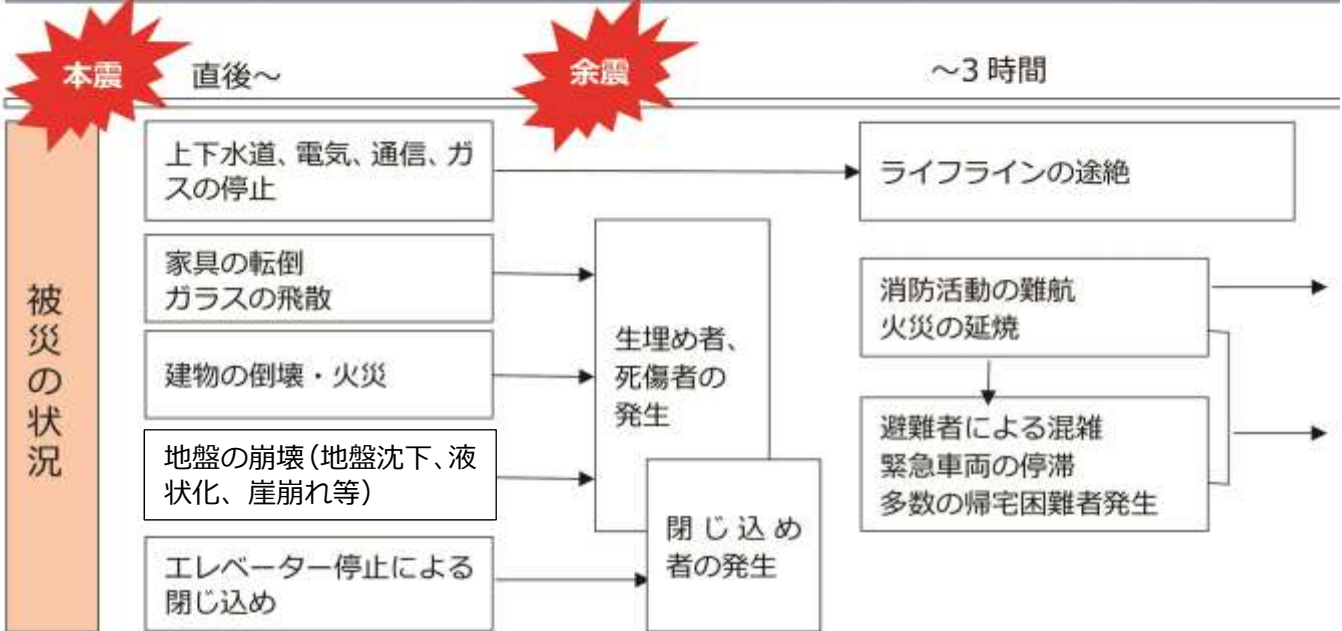 本震
直後～
余震
～3 時間
被災の状況
上下水道、電気、通信、ガ
スの停止
ライフラインの途絶
家具の転倒
ガラスの飛散
建物の倒壊・火災
地盤の崩壊（地盤沈下、液
状化、崖崩れ等）
エレベーター停止による
閉じ込め
生埋め者、
死傷者の
発生
閉じ込め
者の発生
消防活動の難航
火災の延焼
避難者による混雑
緊急車両の停滞
多数の帰宅困難者発生